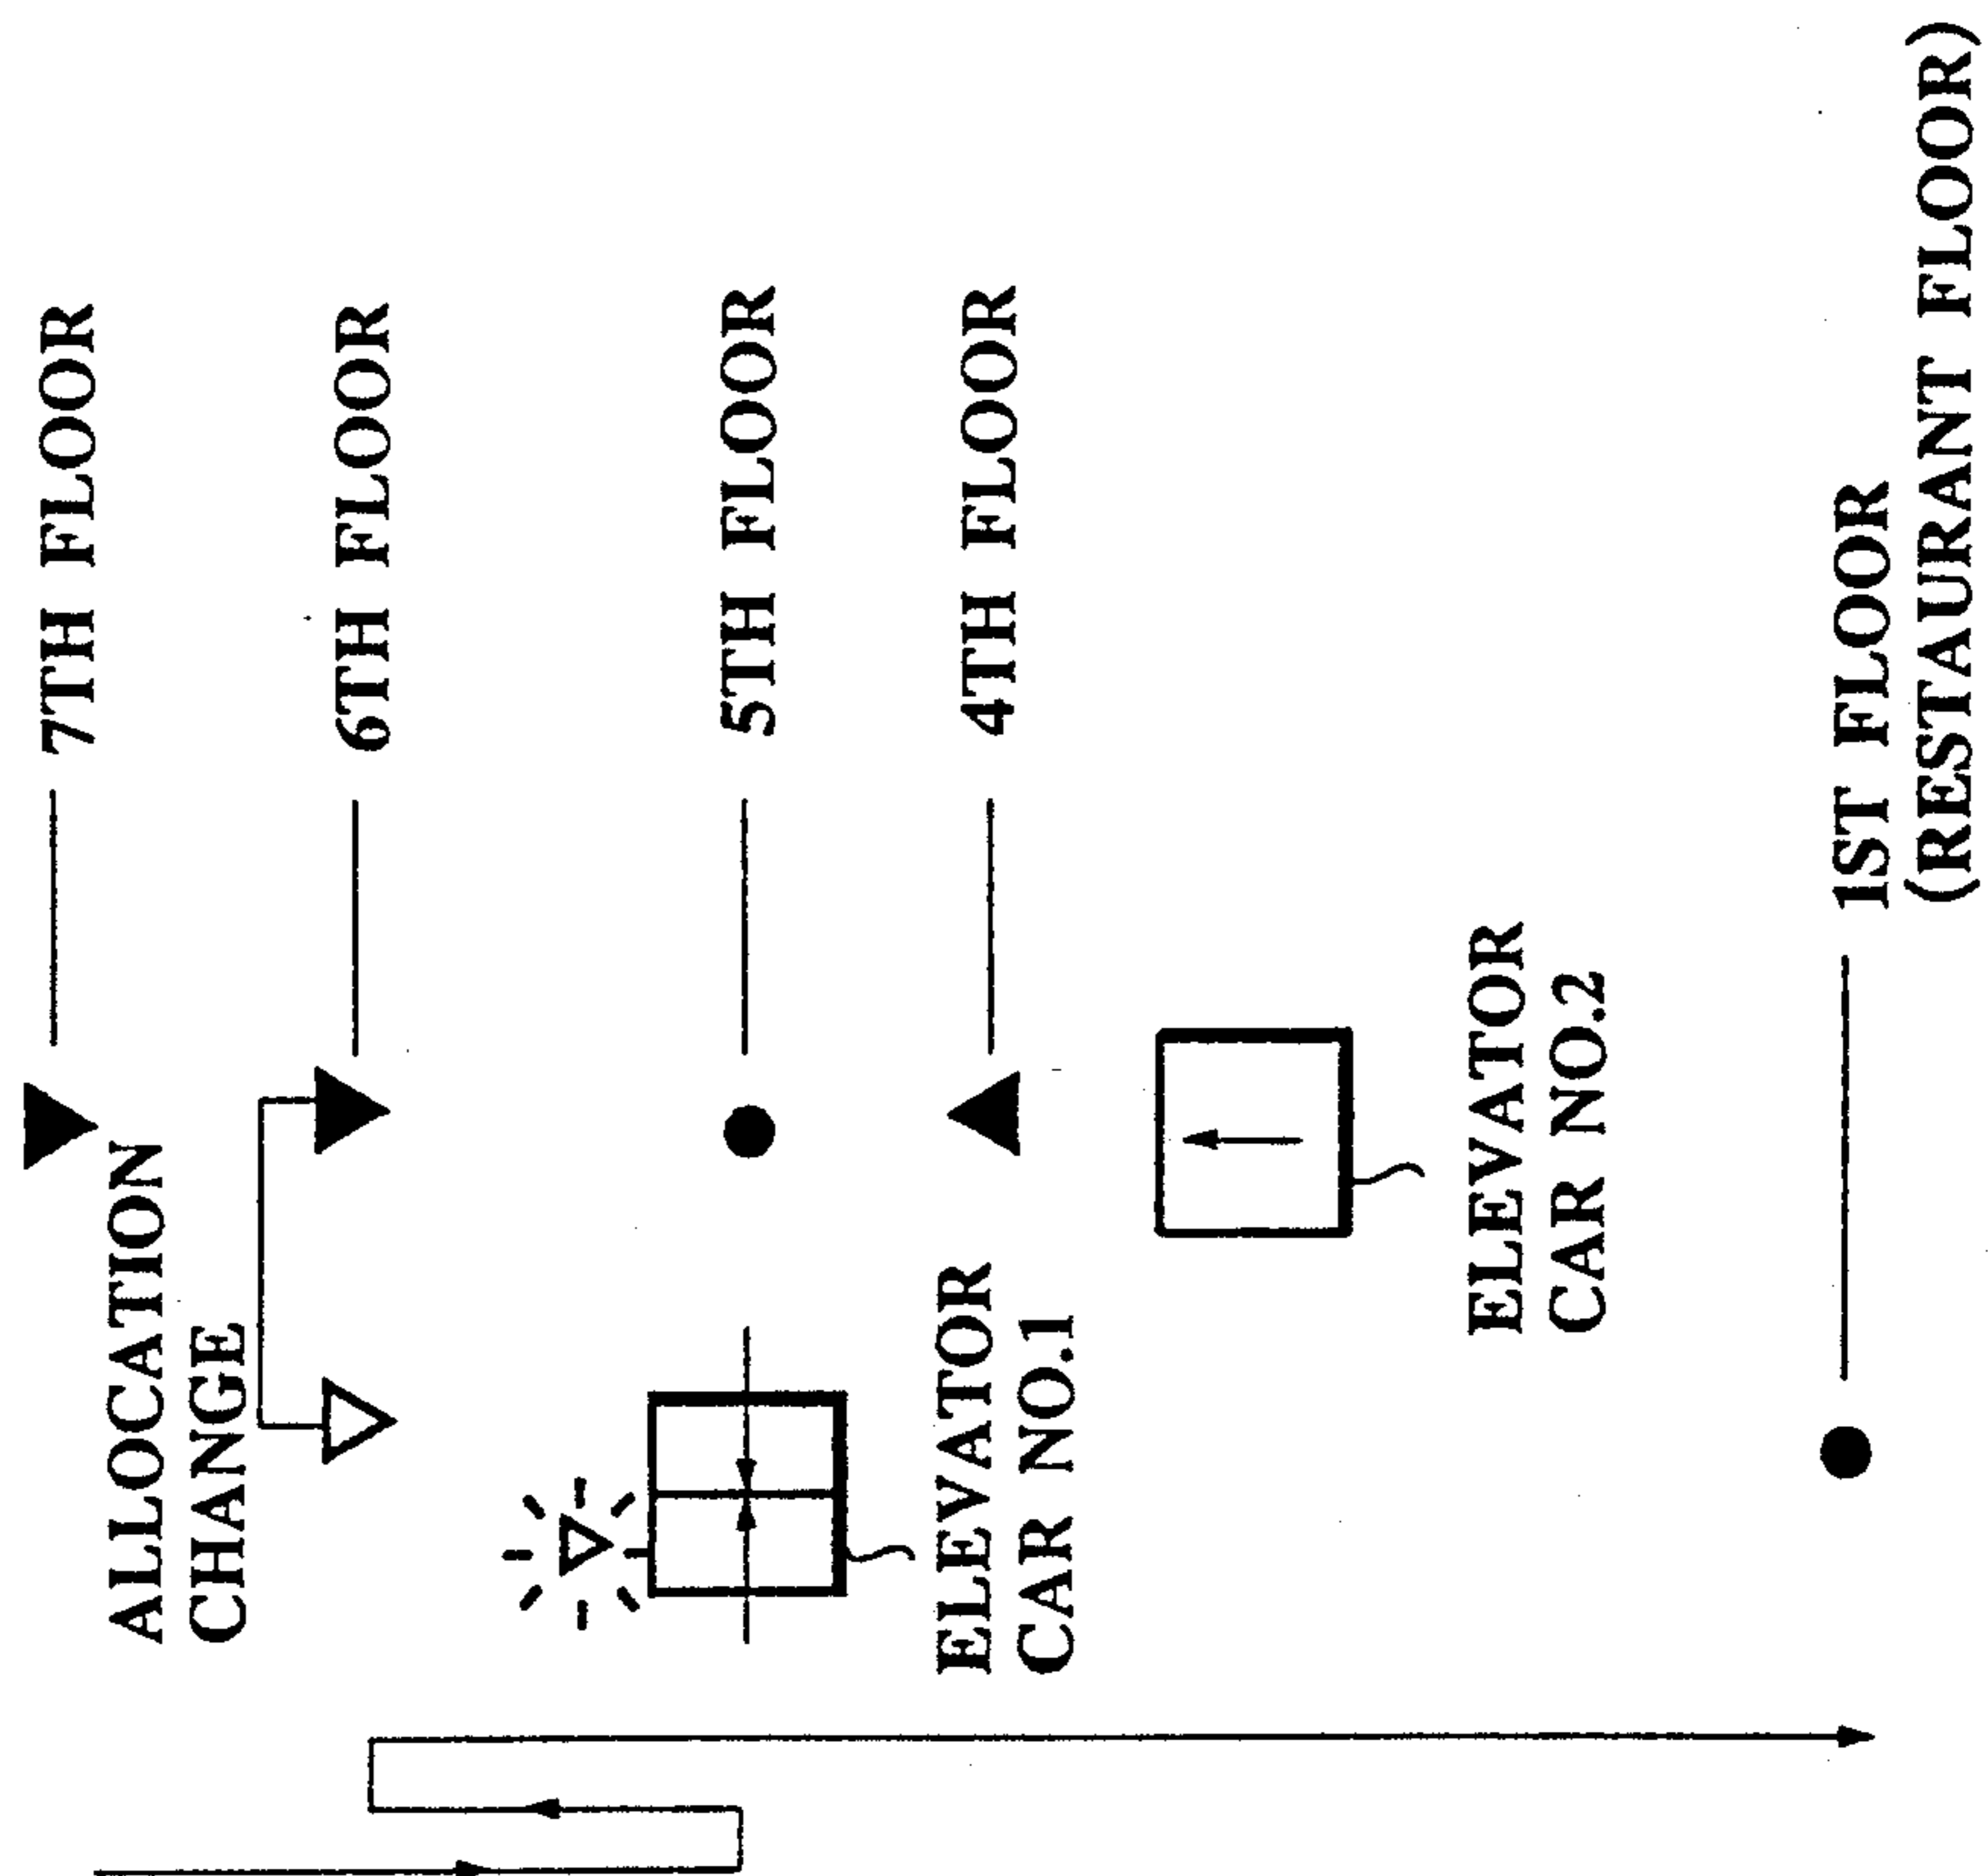 7TH FLOOR
ALLOCATION
CHANGE
6TH FLOOR
5TH FLOOR
4TH FLOOR
ELEVATOR
CAR NO.1
ELEVATOR
CAR NO.2
1ST FLOOR
(RESTAURANT FLOOR)